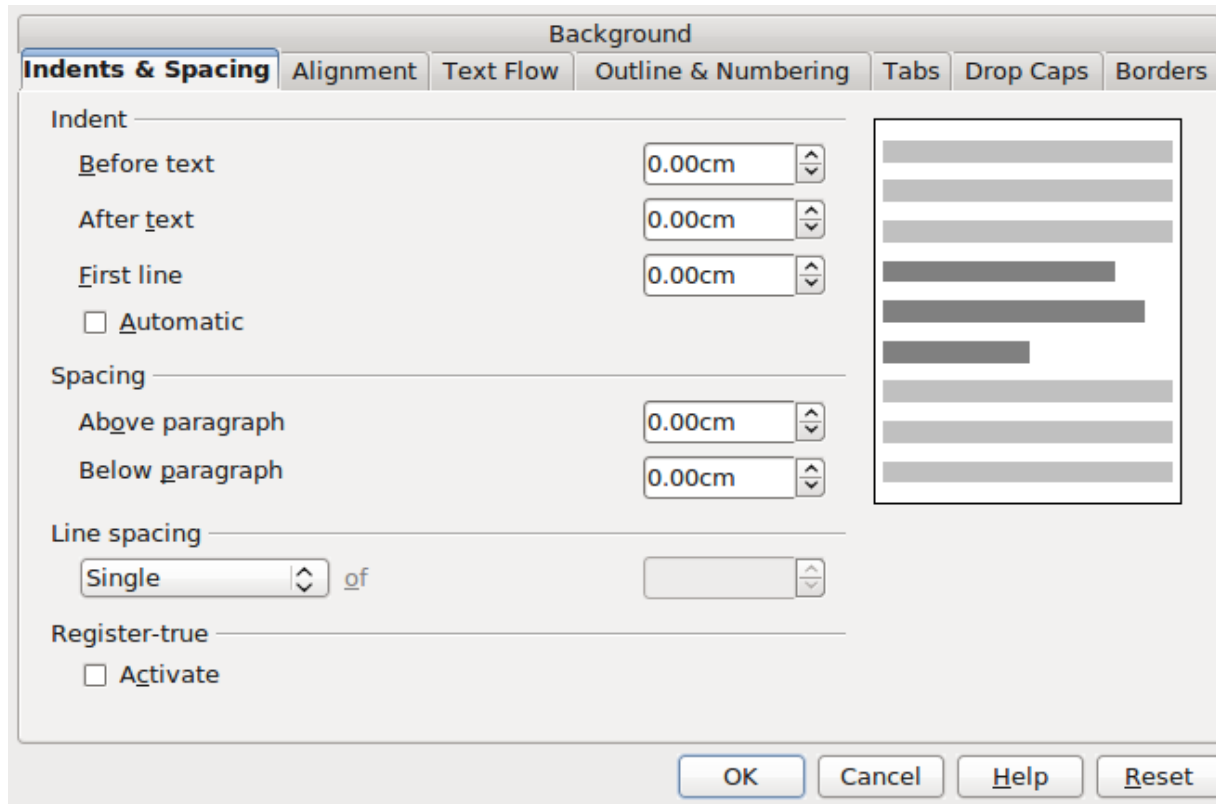 Background
Indents & Spacing Alignment Text Flow Outline & Numbering Tabs Drop Caps Borders
Indent
Before text 0.00cm
After text 0.00cm
First line 0.00cm
Automatic
Spacing
Above paragraph 0.00cm
Below paragraph 0.00cm
Line spacing
Single of
Register-true
Activate
OK Cancel Help Reset